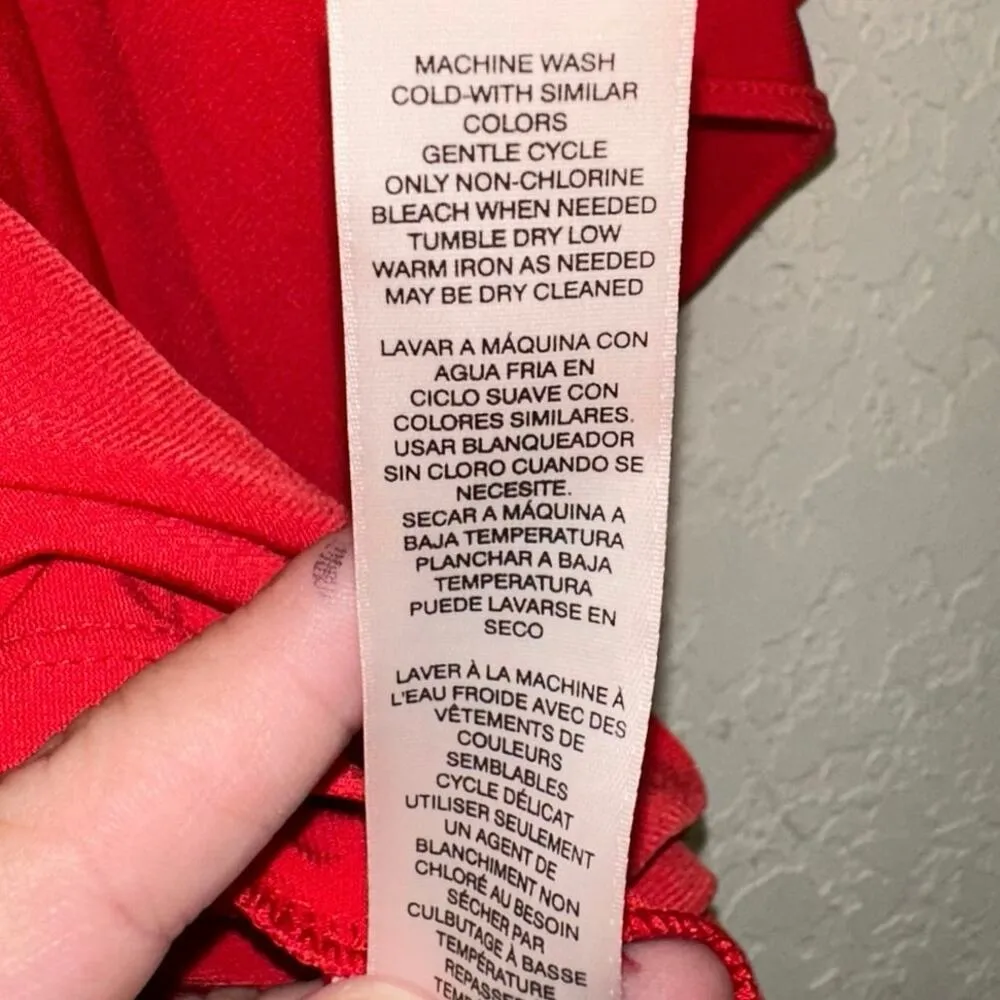 MACHINE WASH
COLD-WITH SIMILAR
COLORS
GENTLE CYCLE
ONLY NON-CHLORINE
BLEACH WHEN NEEDED
TUMBLE DRY LOW
WARM IRON AS NEEDED
MAY BE DRY CLEANED
LAVAR A MÁQUINA CON
AGUA FRIA EN
CICLO SUAVE CON
COLORES SIMILARES.
USAR BLANQUEADOR
SIN CLORO CUANDO SE
NECESITE.
SECAR A MÁQUINA A
BAJA TEMPERATURA
PLANCHAR A BAJA
TEMPERATURA
PUEDE LAVARSE EN
SECO
LAVER À LA MACHINE À
L'EAU FROIDE AVEC DES
VÊTEMENTS DE
COULEURS
SEMBLABLES
CYCLE DÉLICAT
UTILISER SEULEMENT
UN AGENT DE
BLANCHIMENT NON
CHLORÉ AU BESOIN
SÉCHER PAR
CULBUTAGE À BASSE
TEMPÉRATURE